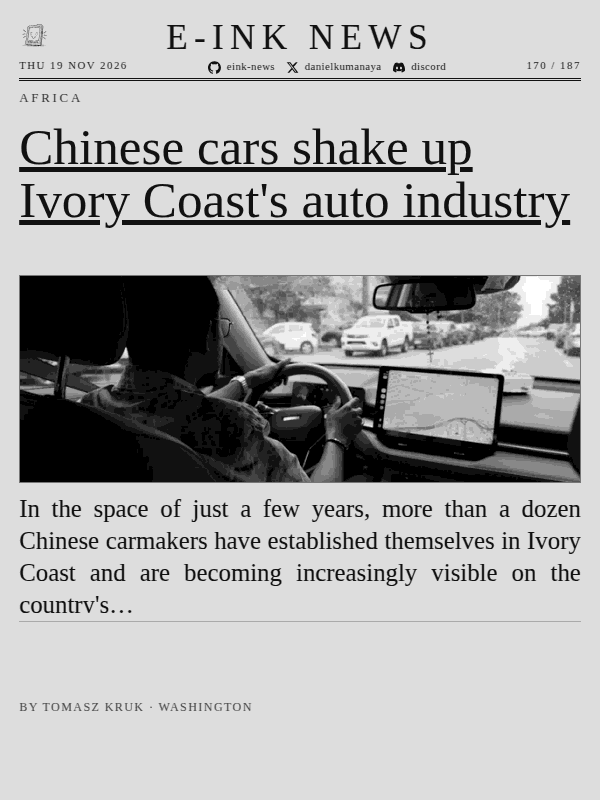 E-INK NEWS
THU 19 NOV 2026
eink-news
danielkumanaya
discord
170 / 187
AFRICA
Chinese cars shake up
Ivory Coast's auto industry
In the space of just a few years, more than a dozen
Chinese carmakers have established themselves in Ivory
Coast and are becoming increasingly visible on the
country's…
BY TOMASZ KRUK · WASHINGTON